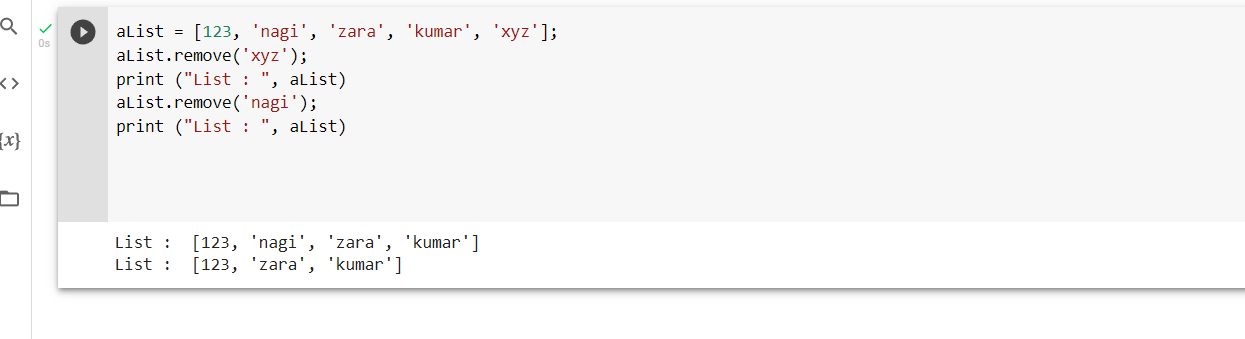 0s
aList = [123, 'nagi', 'zara', 'kumar', 'xyz'];
aList.remove('xyz');
print ("List : ", aList)
aList.remove('nagi');
print ("List : ", aList)
{x}
List :  [123, 'nagi', 'zara', 'kumar']
List :  [123, 'zara', 'kumar']